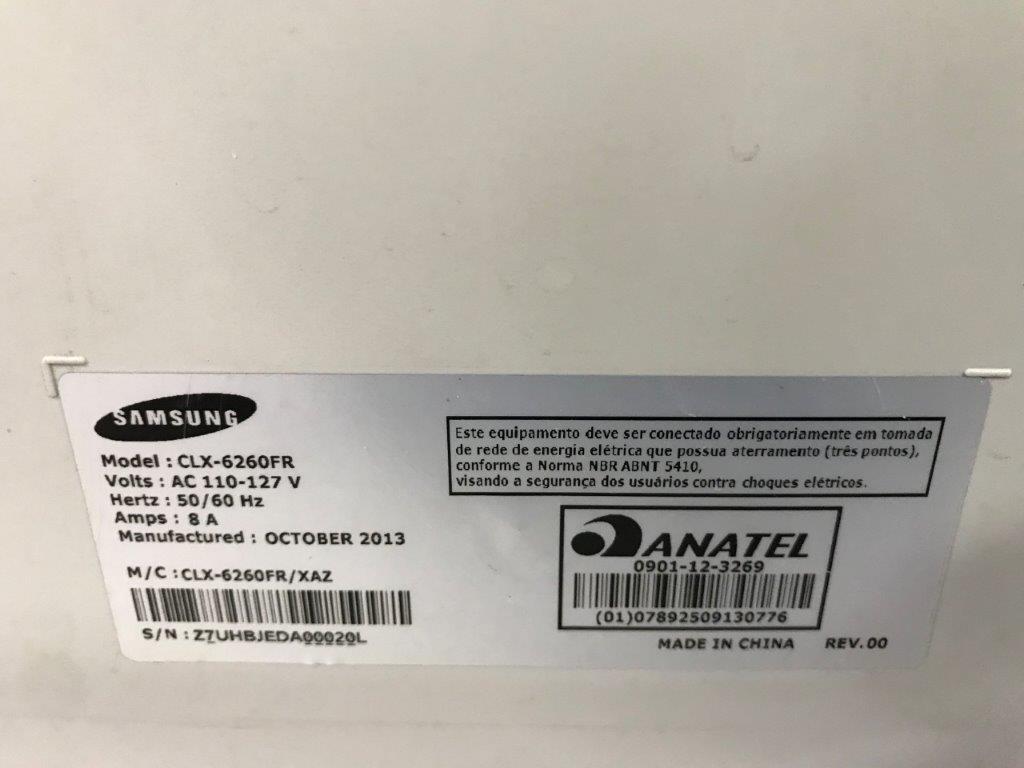 SAMSUNG
Model : CLX-6260FR
Volts : AC 110-127 V
Hertz : 50/60 Hz
Amps : 8 A
Manufactured : OCTOBER 2013
M/C : CLX-6260FR/XAZ
S/N : Z7UHBJEDA00020L
Este equipamento deve ser conectado obrigatoriamente em tomada
de rede de energia elétrica que possua aterramento (três pontos),
conforme a Norma NBR ABNT 5410,
visando a segurança dos usuários contra choques elétricos.
ANATEL
0901-12-3269
(01)07892509130776
MADE IN CHINA REV.00